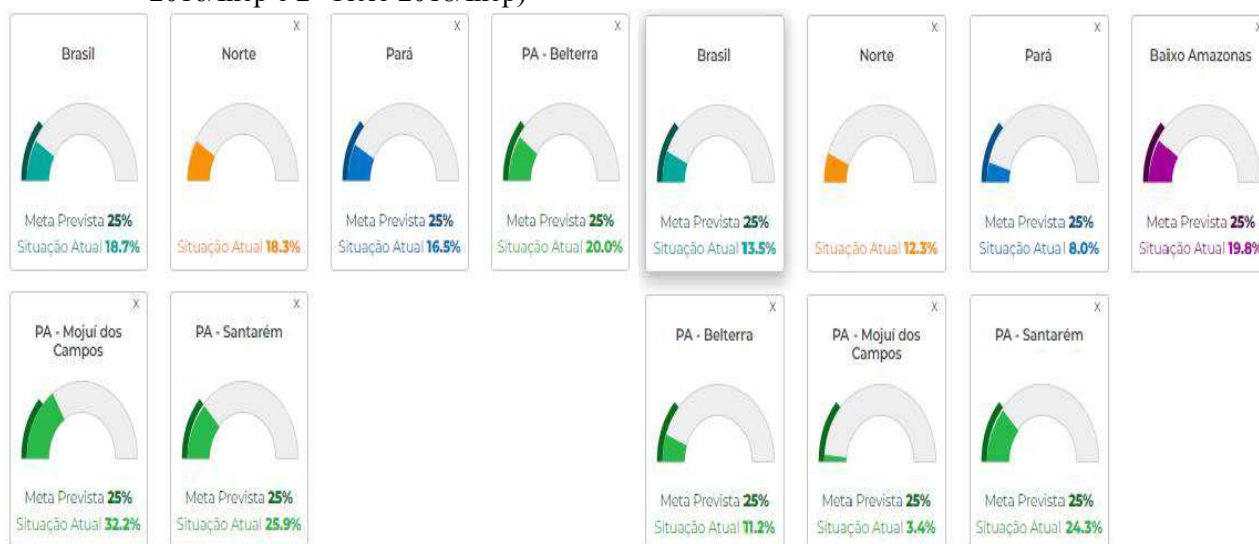 X X X X X X
Brasil Norte Pará PA - Belterra Brasil Norte Pará Baixo Amazonas
Meta Prevista 25% Meta Prevista 25% Meta Prevista 25% Meta Prevista 25% Meta Prevista 25% Meta Prevista 25%
Situação Atual 18.7% Situação Atual 18.3% Situação Atual 16.5% Situação Atual 20.0% Situação Atual 13.5% Situação Atual 12.3% Situação Atual 8.0% Situação Atual 19.8%
X X X X X
PA - Mojuí dos PA - Santarém PA - Belterra PA - Mojuí dos PA - Santarém
Campos Campos
Meta Prevista 25% Meta Prevista 25% Meta Prevista 25% Meta Prevista 25% Meta Prevista 25%
Situação Atual 32.2% Situação Atual 25.9% Situação Atual 11.2% Situação Atual 3.4% Situação Atual 24.3%